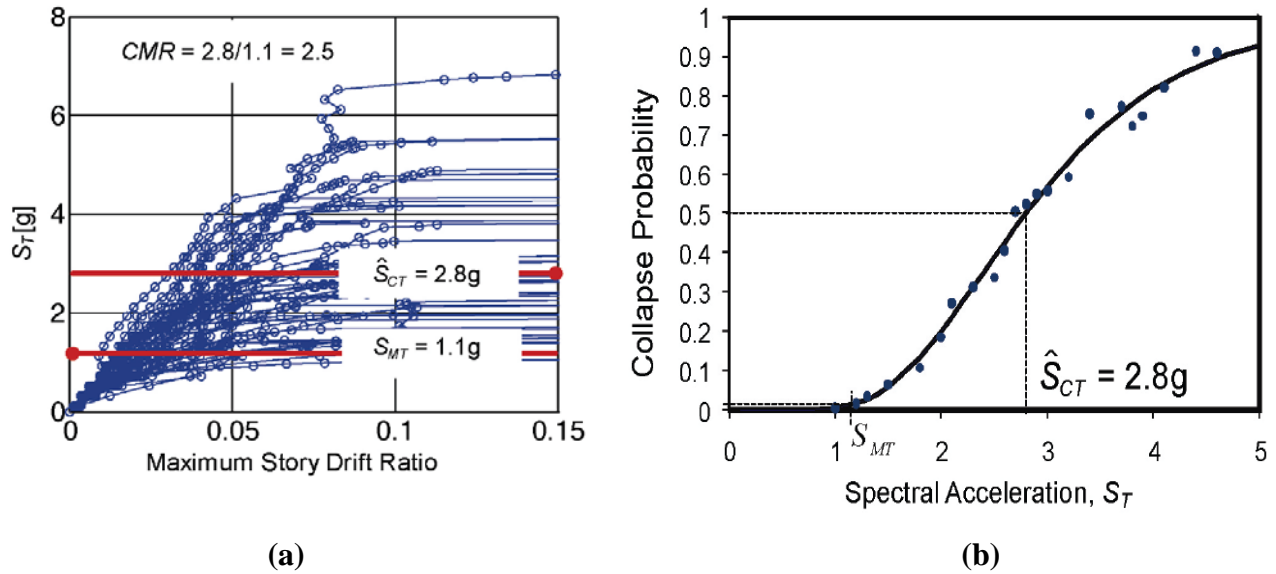 CMR = 2.8/1.1 = 2.5
S_T[g]
8
6
4
2
0
Ŝ_CT = 2.8g
S_MT = 1.1g
0 0.05 0.1 0.15
Maximum Story Drift Ratio
(a)
Collapse Probability
1
0.9
0.8
0.7
0.6
0.5
0.4
0.3
0.2
0.1
0
Ŝ_CT = 2.8g
S_MT
0 1 2 3 4 5
Spectral Acceleration, S_T
(b)